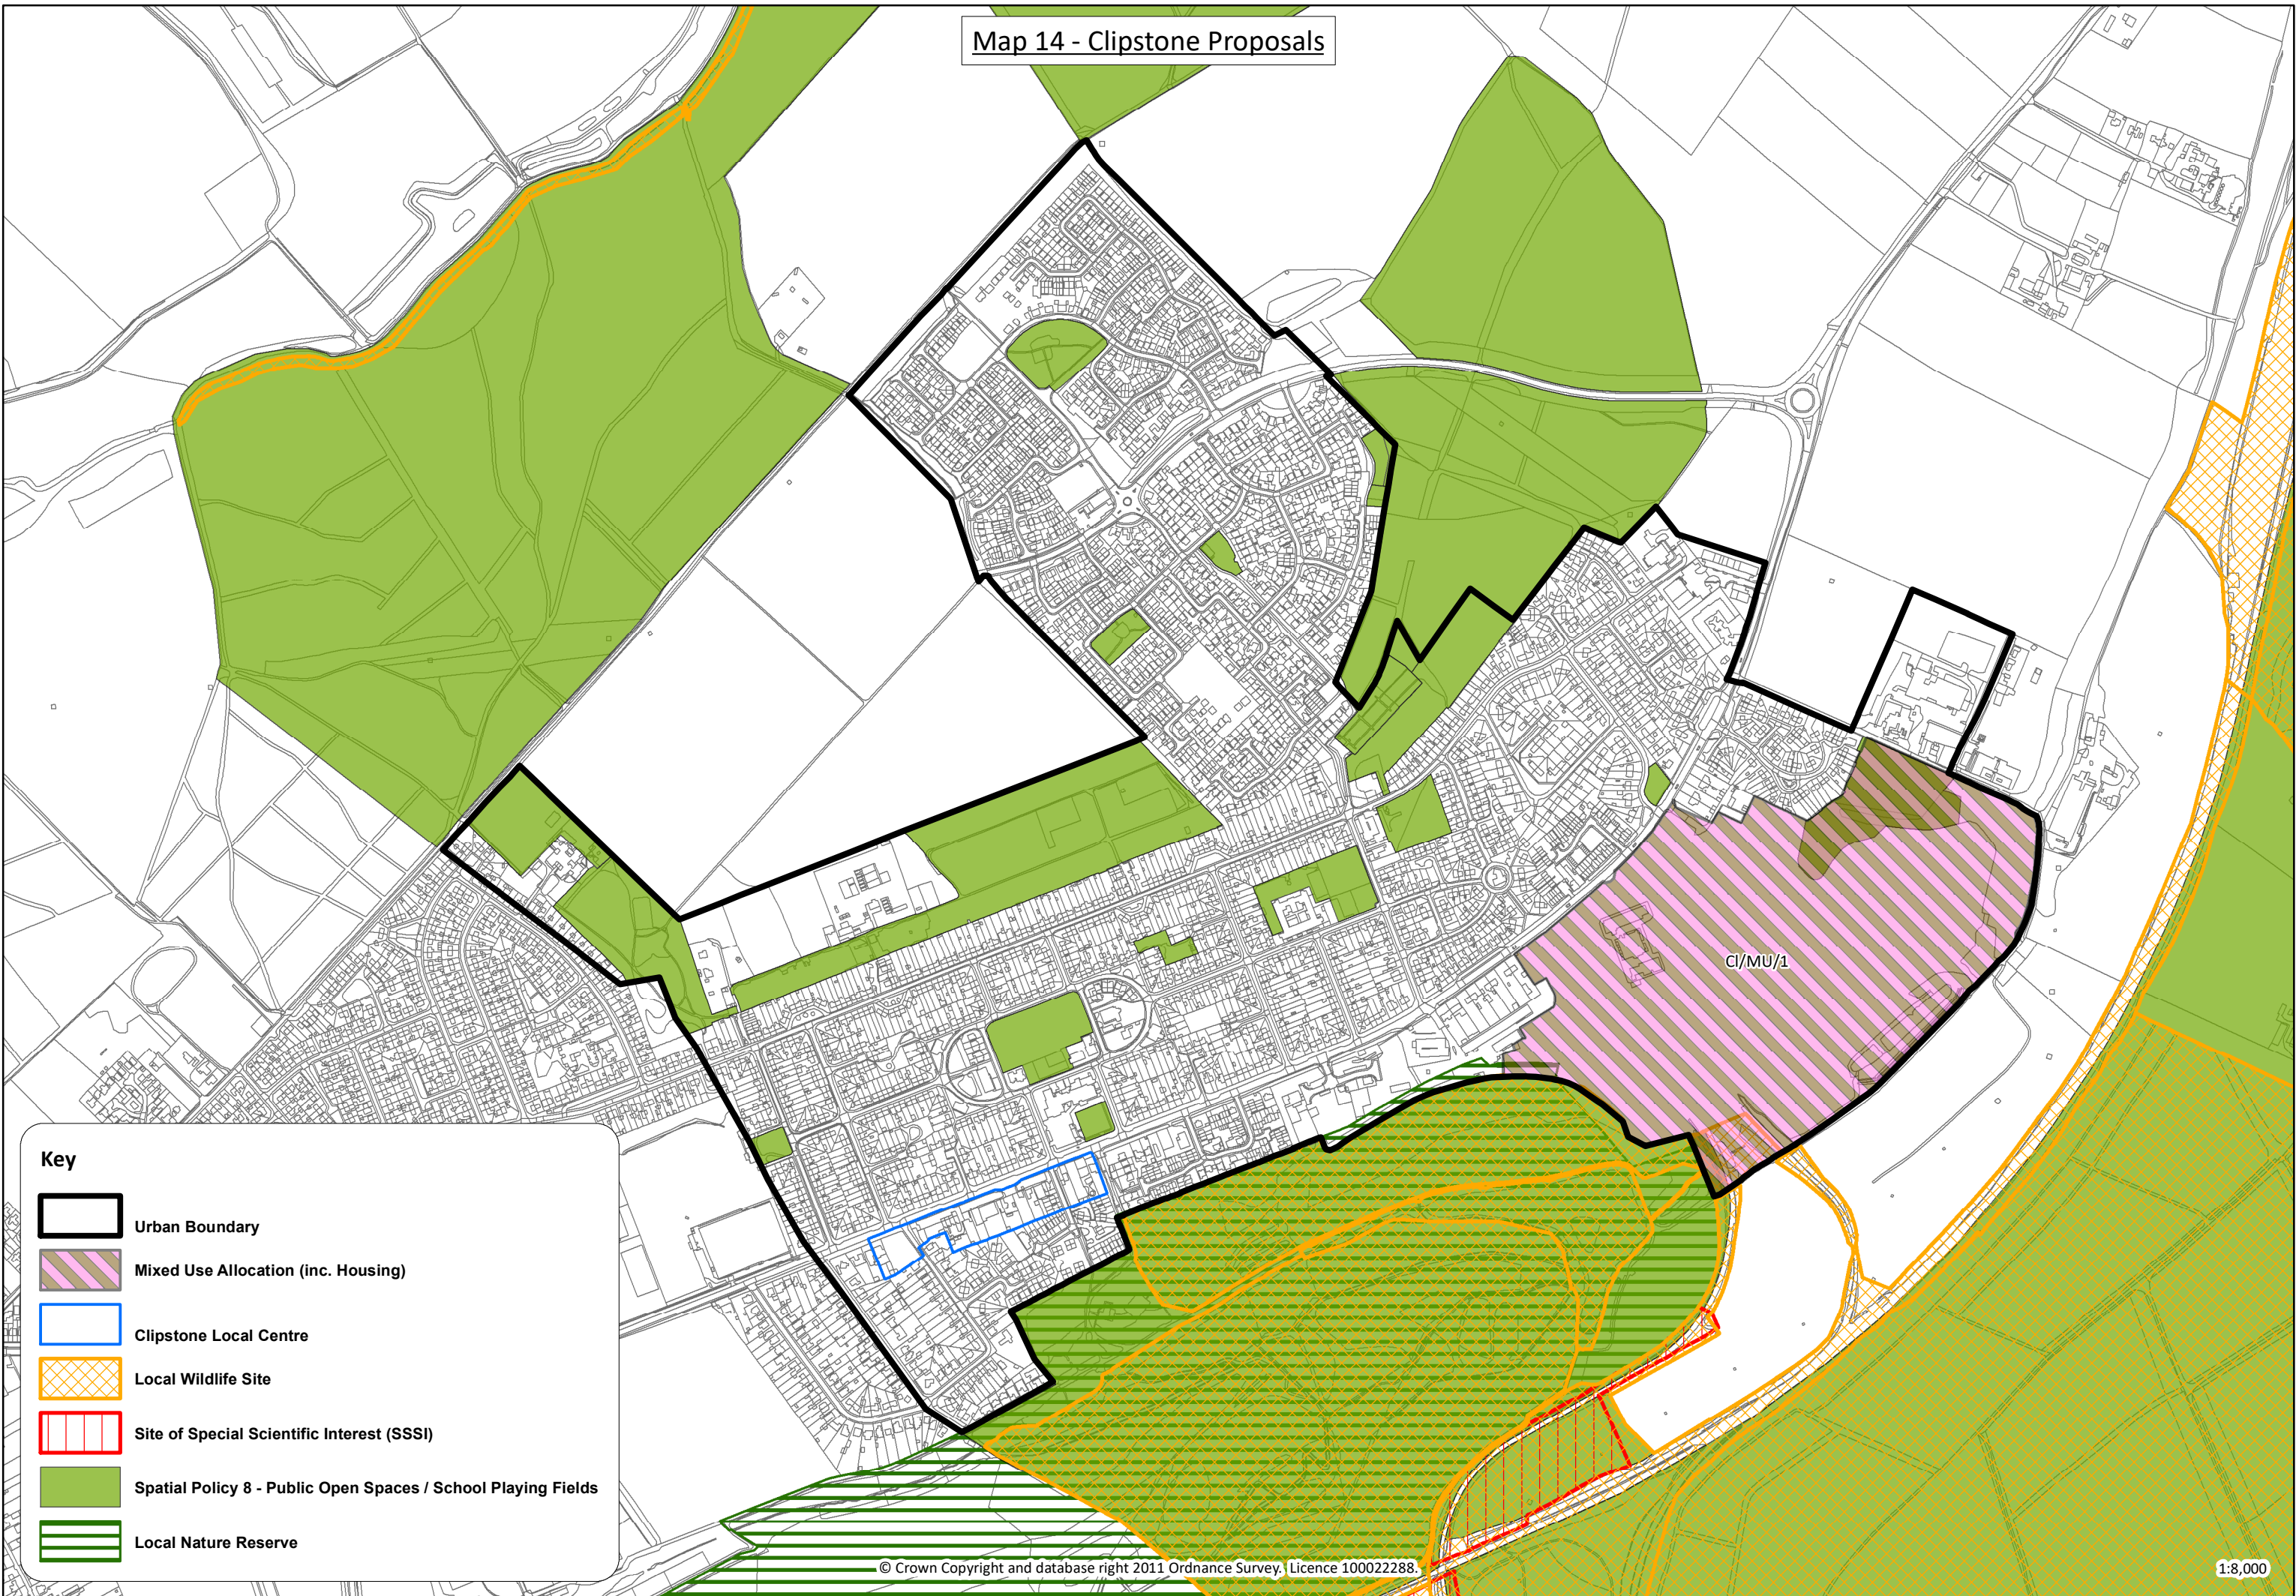 Map 14 - Clipstone Proposals
Cl/MU/1
Key
Urban Boundary
Mixed Use Allocation (inc. Housing)
Clipstone Local Centre
Local Wildlife Site
Site of Special Scientific Interest (SSSI)
Spatial Policy 8 - Public Open Spaces / School Playing Fields
Local Nature Reserve
© Crown Copyright and database right 2011 Ordnance Survey. Licence 100022288.
1:8,000